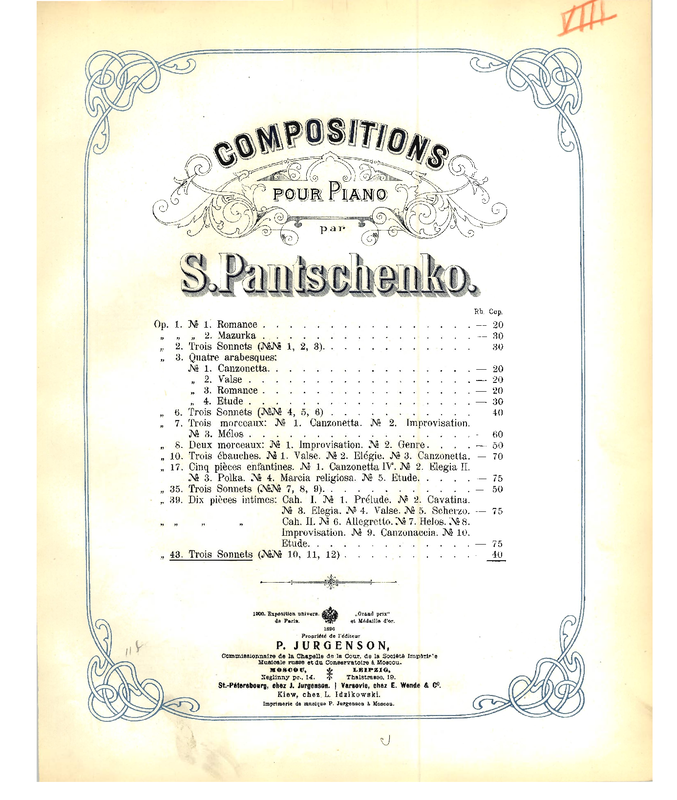 VIII
COMPOSITIONS
POUR PIANO
par
S. Pantschenko.
Rb. Cop.
Op. 1. № 1. Romance . . . . . . . . . . . . . . . . — 20
„ „ „ 2. Mazurka . . . . . . . . . . . . . . . . — 30
„ 2. Trois Sonnets (№№ 1, 2, 3). . . . . . . . . . . . . 30
„ 3. Quatre arabesques:
№ 1. Canzonetta. . . . . . . . . . . . . . . . — 20
„ 2. Valse . . . . . . . . . . . . . . . . — 20
„ 3. Romance . . . . . . . . . . . . . . . . — 20
„ 4. Etude . . . . . . . . . . . . . . . . — 30
„ 6. Trois Sonnets (№№ 4, 5, 6) . . . . . . . . . . . . . 40
„ 7. Trois morceaux: № 1. Canzonetta. № 2. Improvisation.
№ 3. Mélos . . . . . . . . . . . . . . . . 60
„ 8. Deux morceaux: № 1. Improvisation. № 2. Genre. . . . . — 50
„ 10. Trois ébauches. № 1. Valse. № 2. Elégie. № 3. Canzonetta. — 70
„ 17. Cinq pièces enfantines. № 1. Canzonetta IVª. № 2. Elegia II.
№ 3. Polka. № 4. Marcia religiosa. № 5. Etude. . . . . — 75
„ 35. Trois Sonnets (№№ 7, 8, 9). . . . . . . . . . . . . — 50
„ 39. Dix pièces intimes: Cah. I. № 1. Prélude. № 2. Cavatina.
№ 3. Elegia. № 4. Valse. № 5. Scherzo. — 75
„ „ „ „ Cah. II. № 6. Allegretto. № 7. Helos. № 8.
Improvisation. № 9. Canzonaccia. № 10.
Etude. . . . . . . . . . . . . — 75
„ 43. Trois Sonnets (№№ 10, 11, 12) . . . . . . . . . . . . 40
1900. Exposition univers. „Grand prix"
de Paris. et Médaille d'or.
1896
Propriété de l'éditeur
P. JURGENSON,
Commissionnaire de la Chapelle de la Cour, de la Société Impériale
Musicale russe et du Conservatoire à Moscou.
MOSCOU, LEIPZIG,
Neglinny pr., 14. Thalstrasse, 19.
St.-Pétersbourg, chez J. Jurgenson. | Varsovie, chez E. Wende & Cº.
Kiew, chez L. Idzikowski.
Imprimerie de musique P. Jurgenson à Moscou.